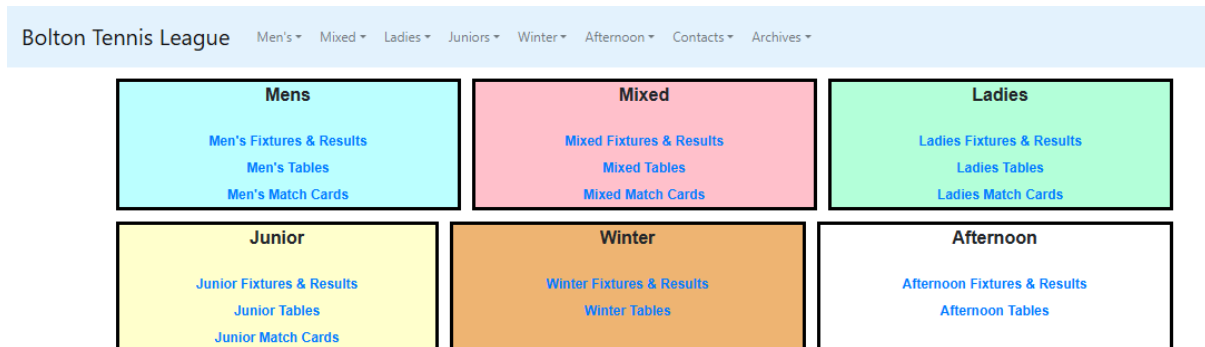 Bolton Tennis League Men's Mixed Ladies Juniors Winter Afternoon Contacts Archives
Mens
Men's Fixtures & Results
Men's Tables
Men's Match Cards
Mixed
Mixed Fixtures & Results
Mixed Tables
Mixed Match Cards
Ladies
Ladies Fixtures & Results
Ladies Tables
Ladies Match Cards
Junior
Junior Fixtures & Results
Junior Tables
Junior Match Cards
Winter
Winter Fixtures & Results
Winter Tables
Afternoon
Afternoon Fixtures & Results
Afternoon Tables